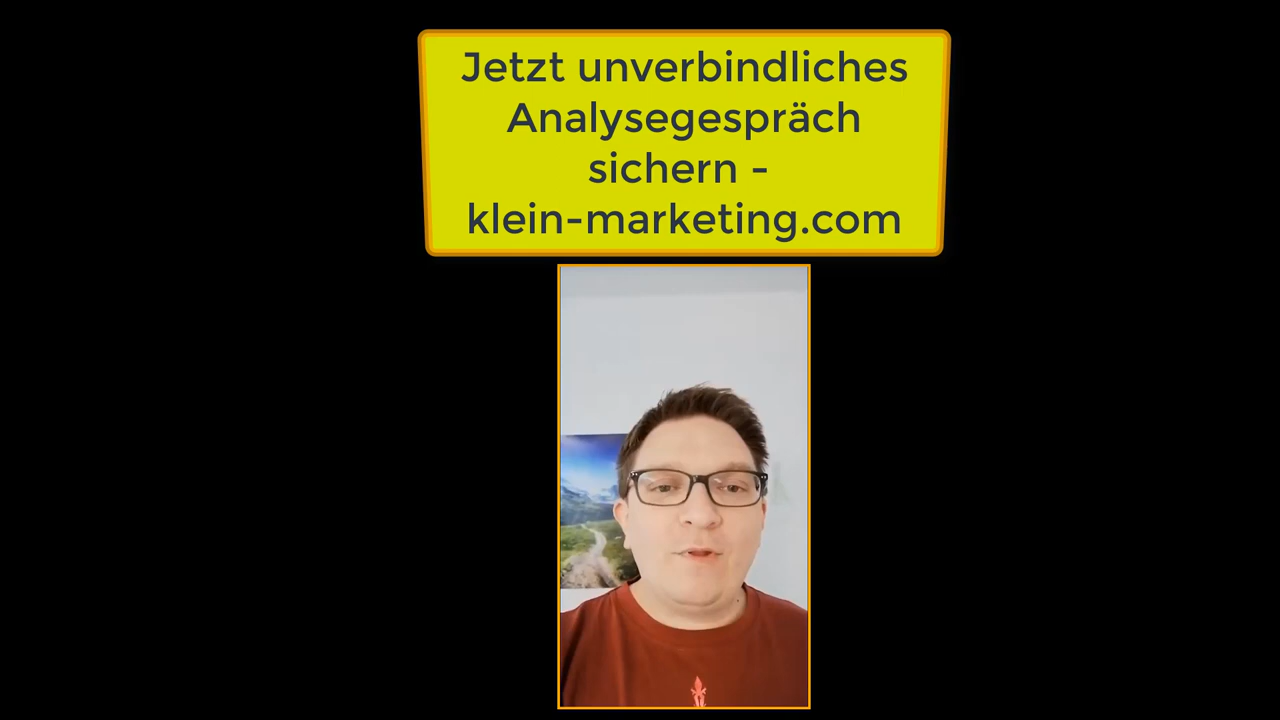 Jetzt unverbindliches
Analysegespräch
sichern -
klein-marketing.com